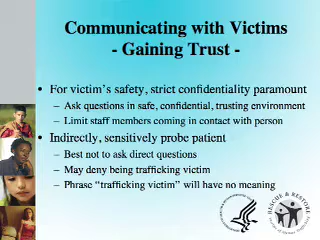 Communicating with Victims
- Gaining Trust -
• For victim's safety, strict confidentiality paramount
– Ask questions in safe, confidential, trusting environment
– Limit staff members coming in contact with person
• Indirectly, sensitively probe patient
– Best not to ask direct questions
– May deny being trafficking victim
– Phrase "trafficking victim" will have no meaning
RESCUE & RESTORE